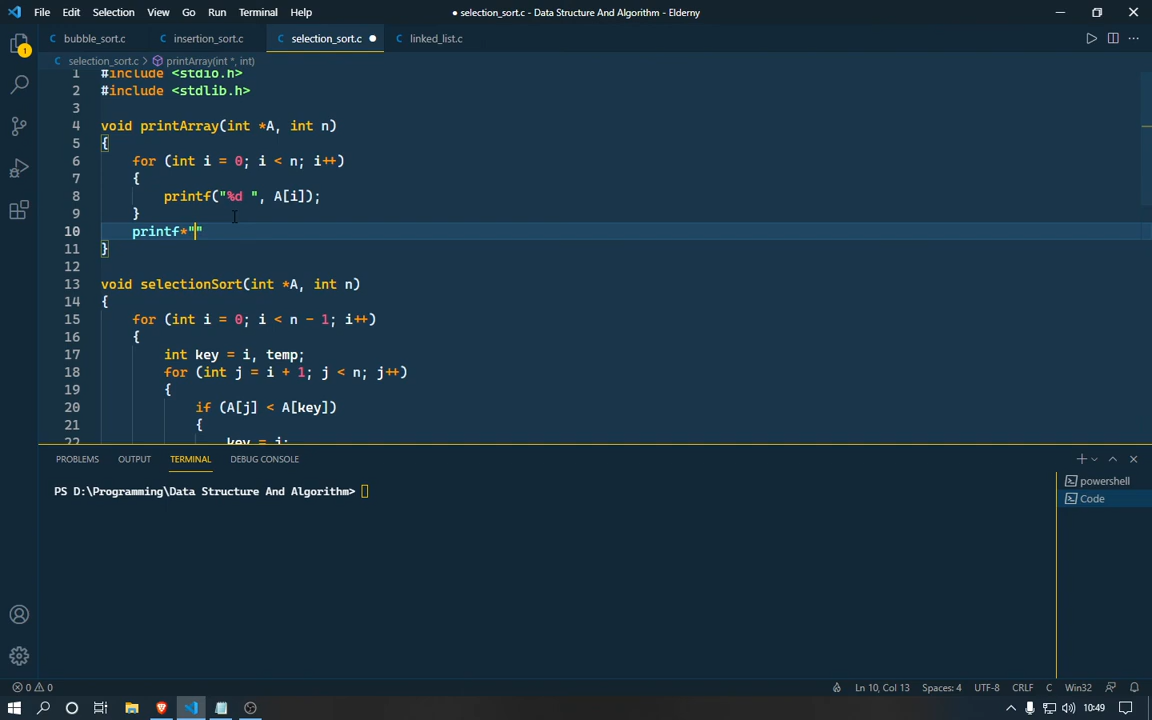 File Edit Selection View Go Run Terminal Help ● selection_sort.c - Data Structure And Algorithm - Elderny
C bubble_sort.c C insertion_sort.c C selection_sort.c ● C linked_list.c
C selection_sort.c > printArray(int *, int)
1 #include <stdio.h>
2 #include <stdlib.h>
3
4 void printArray(int *A, int n)
5 {
6 for (int i = 0; i < n; i++)
7 {
8 printf("%d ", A[i]);
9 }
10 printf*""
11 }
12
13 void selectionSort(int *A, int n)
14 {
15 for (int i = 0; i < n - 1; i++)
16 {
17 int key = i, temp;
18 for (int j = i + 1; j < n; j++)
19 {
20 if (A[j] < A[key])
21 {
22 key = j;
PROBLEMS OUTPUT TERMINAL DEBUG CONSOLE
PS D:\Programming\Data Structure And Algorithm>
powershell
Code
1
0 0 Ln 10, Col 13 Spaces: 4 UTF-8 CRLF C Win32
10:49